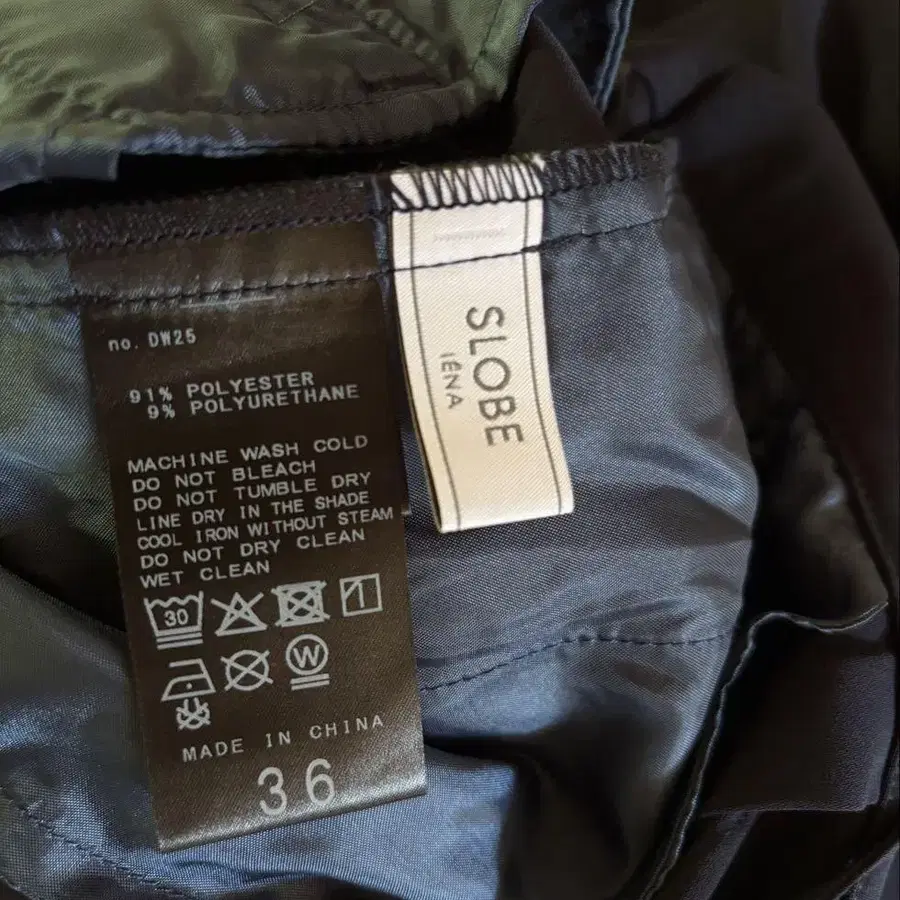 no. DW25
91% POLYESTER
9% POLYURETHANE
MACHINE WASH COLD
DO NOT BLEACH
DO NOT TUMBLE DRY
LINE DRY IN THE SHADE
COOL IRON WITHOUT STEAM
DO NOT DRY CLEAN
WET CLEAN
30
W
MADE IN CHINA
36
SLOBE
IÉNA